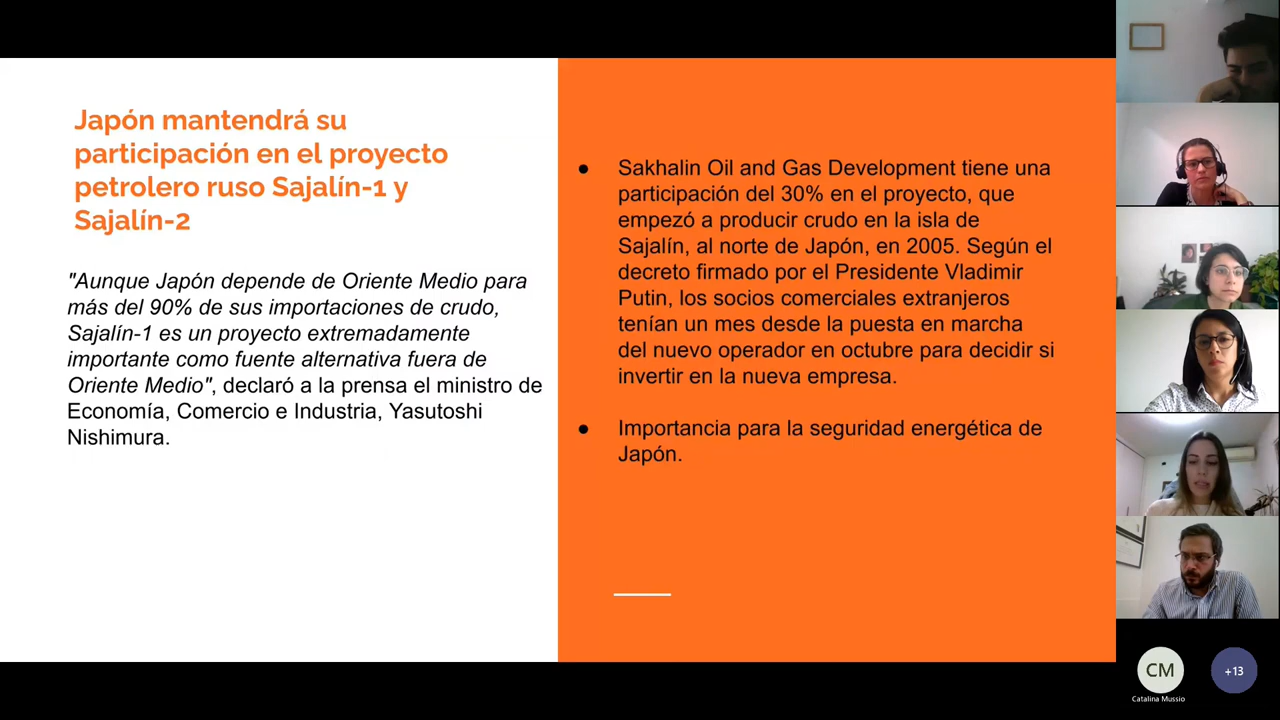 Japón mantendrá su
participación en el proyecto
petrolero ruso Sajalín-1 y
Sajalín-2
"Aunque Japón depende de Oriente Medio para
más del 90% de sus importaciones de crudo,
Sajalín-1 es un proyecto extremadamente
importante como fuente alternativa fuera de
Oriente Medio", declaró a la prensa el ministro de
Economía, Comercio e Industria, Yasutoshi
Nishimura.
● Sakhalin Oil and Gas Development tiene una
participación del 30% en el proyecto, que
empezó a producir crudo en la isla de
Sajalín, al norte de Japón, en 2005. Según el
decreto firmado por el Presidente Vladimir
Putin, los socios comerciales extranjeros
tenían un mes desde la puesta en marcha
del nuevo operador en octubre para decidir si
invertir en la nueva empresa.
● Importancia para la seguridad energética de
Japón.
CM
+13
Catalina Mussio